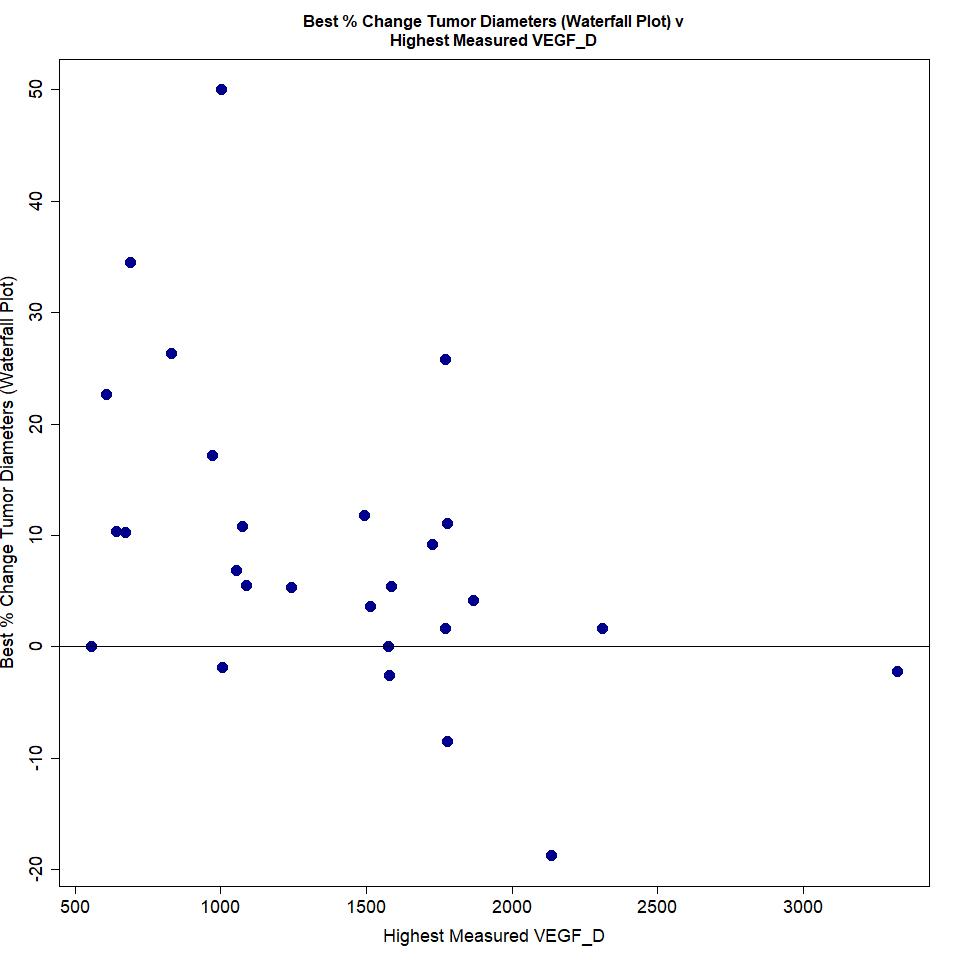 Best % Change Tumor Diameters (Waterfall Plot) v
Highest Measured VEGF_D
Best % Change Tumor Diameters (Waterfall Plot)
50
40
30
20
10
0
-10
-20
500 1000 1500 2000 2500 3000
Highest Measured VEGF_D